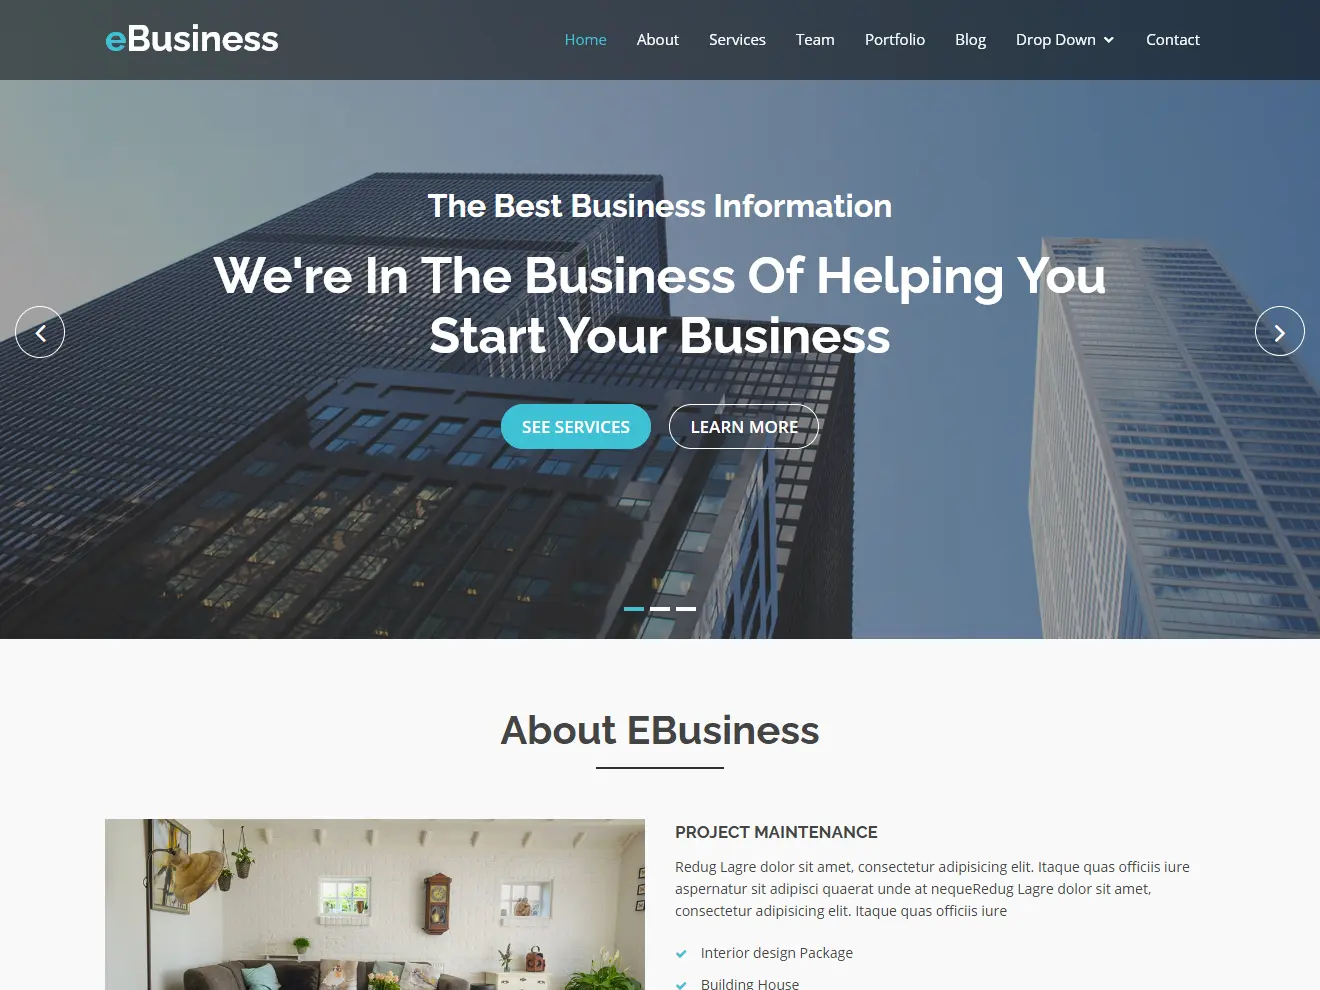 eBusiness
Home About Services Team Portfolio Blog Drop Down Contact
The Best Business Information
We're In The Business Of Helping You
Start Your Business
SEE SERVICES LEARN MORE
About EBusiness
PROJECT MAINTENANCE
Redug Lagre dolor sit amet, consectetur adipisicing elit. Itaque quas officiis iure
aspernatur sit adipisci quaerat unde at nequeRedug Lagre dolor sit amet,
consectetur adipisicing elit. Itaque quas officiis iure
Interior design Package
Building House